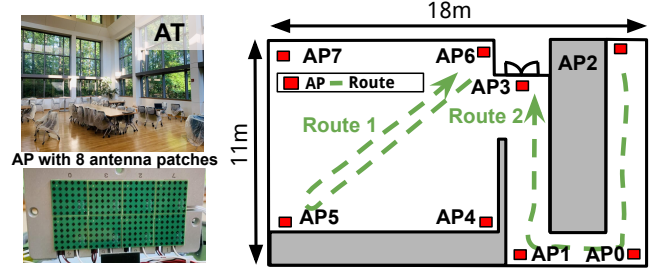 AT
AP with 8 antenna patches
18m
11m
AP7
AP6
AP2
AP — Route
AP3
Route 1
Route 2
AP5
AP4
AP1
AP0